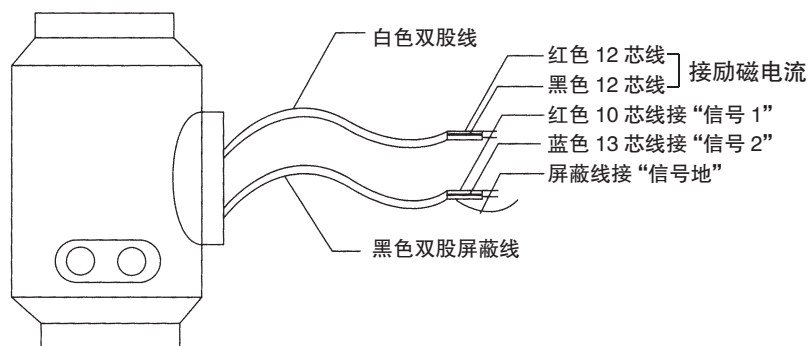 白色双股线
红色 12 芯线
黑色 12 芯线
接励磁电流
红色 10 芯线接 “信号 1”
蓝色 13 芯线接 “信号 2”
屏蔽线接 “信号地”
黑色双股屏蔽线